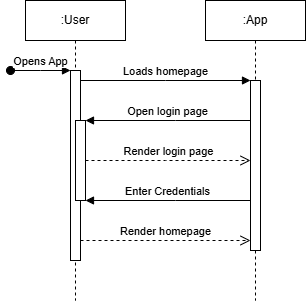 :User
:App
Opens App
Loads homepage
Open login page
Render login page
Enter Credentials
Render homepage